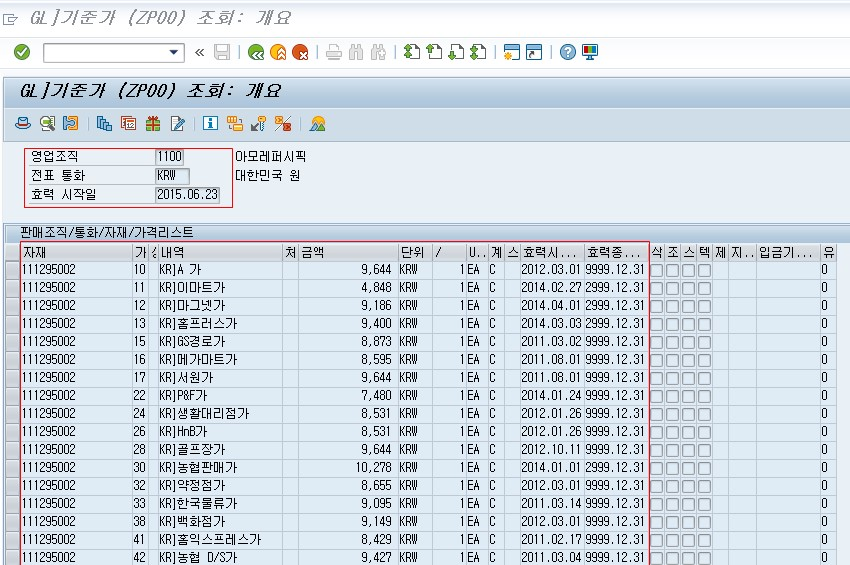 GL]기준가 (ZP00) 조회: 개요
GL]기준가 (ZP00) 조회: 개요
영업조직 1100 아모레퍼시픽
전표 통화 KRW 대한민국 원
효력 시작일 2015.06.23
판매조직/통화/자재/가격리스트
자재 가 내역 처 금액 단위 / U.. 계 스 효력시... 효력종... 삭 조 스 텍 제 지.. 입금기... 유
111295002 10 KR]A 가 9,644 KRW 1 EA C 2012.03.01 9999.12.31 0
111295002 11 KR]이마트가 4,848 KRW 1 EA C 2014.02.27 2999.12.31 0
111295002 12 KR]마그넷가 9,186 KRW 1 EA C 2014.04.01 2999.12.31 0
111295002 13 KR]홈프러스가 9,400 KRW 1 EA C 2014.03.03 2999.12.31 0
111295002 15 KR]GS경로가 8,873 KRW 1 EA C 2011.03.02 9999.12.31 0
111295002 16 KR]메가마트가 8,595 KRW 1 EA C 2011.08.01 9999.12.31 0
111295002 17 KR]서원가 9,644 KRW 1 EA C 2011.08.01 9999.12.31 0
111295002 22 KR]P&F가 7,480 KRW 1 EA C 2014.01.24 9999.12.31 0
111295002 24 KR]생활대리점가 8,531 KRW 1 EA C 2012.01.26 9999.12.31 0
111295002 26 KR]HnB가 8,531 KRW 1 EA C 2012.01.26 9999.12.31 0
111295002 28 KR]골프장가 9,644 KRW 1 EA C 2012.10.11 9999.12.31 0
111295002 30 KR]농협판매가 10,278 KRW 1 EA C 2014.01.01 2999.12.31 0
111295002 32 KR]약정점가 8,655 KRW 1 EA C 2012.03.01 9999.12.31 0
111295002 33 KR]한국물류가 9,095 KRW 1 EA C 2011.03.14 9999.12.31 0
111295002 38 KR]백화점가 9,149 KRW 1 EA C 2012.03.01 9999.12.31 0
111295002 41 KR]홈익스프레스가 8,429 KRW 1 EA C 2011.02.17 9999.12.31 0
111295002 42 KR]농협 D/S가 9,427 KRW 1 EA C 2011.03.04 9999.12.31 0